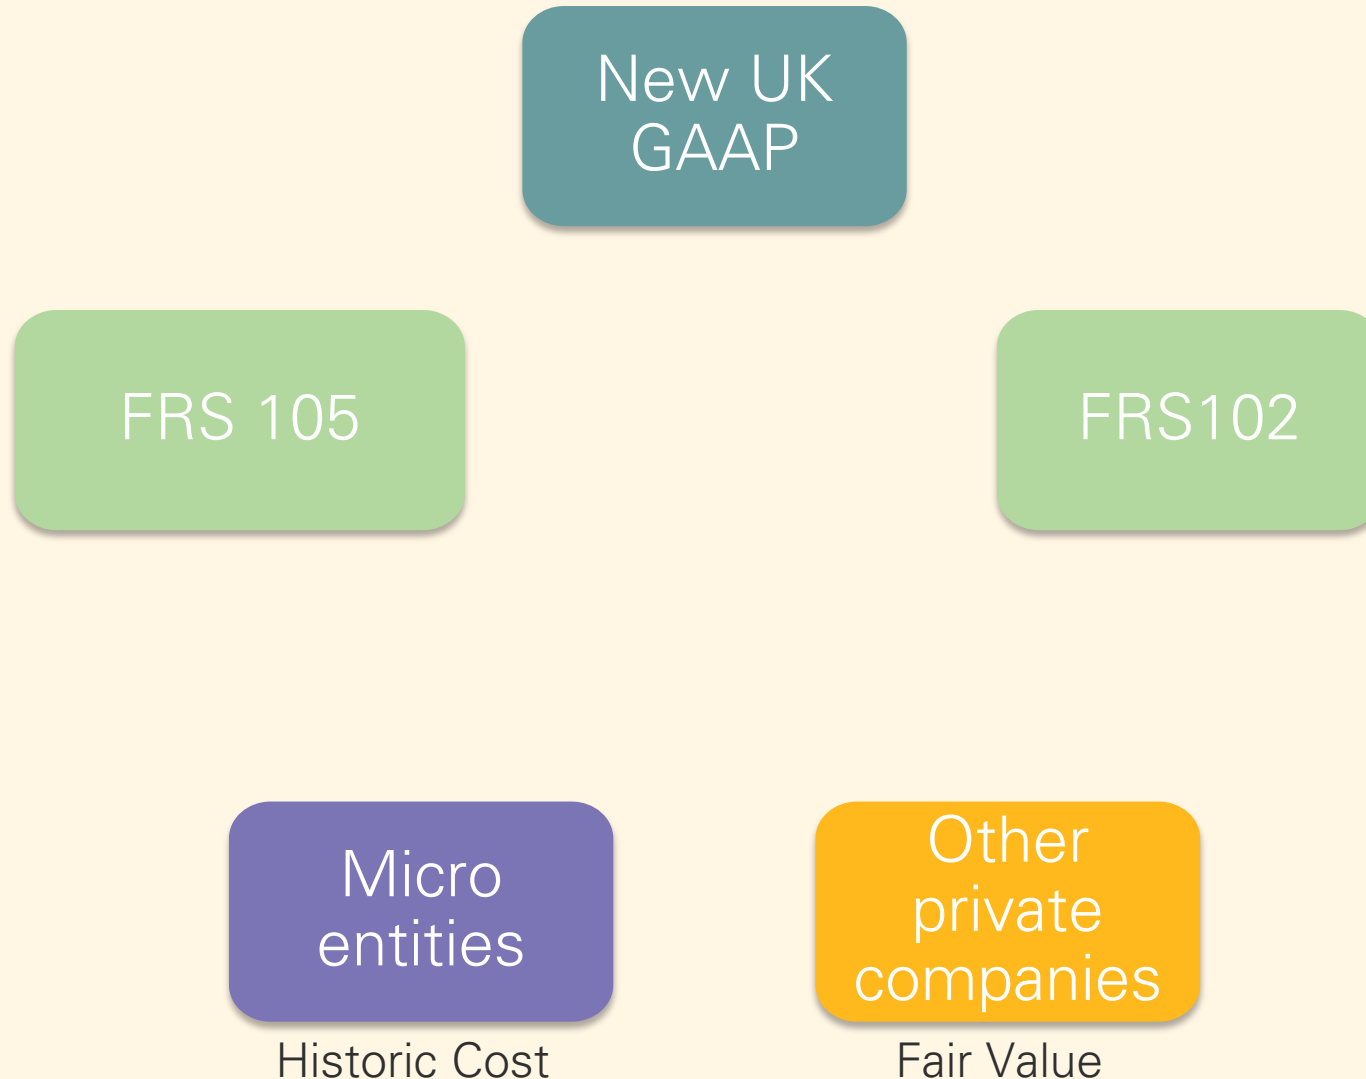 New UK
GAAP
FRS 105
FRS102
Micro
entities
Other
private
companies
Historic Cost
Fair Value